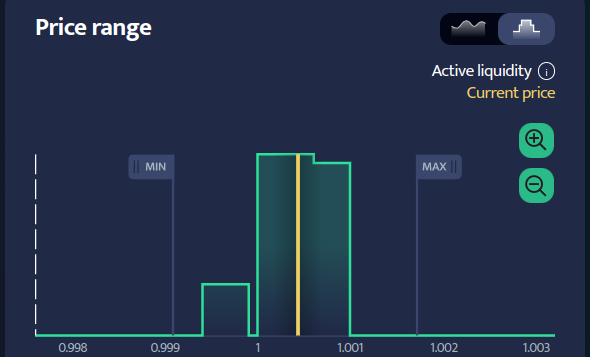 Price range
Active liquidity
Current price
MIN
MAX
0.998 0.999 1 1.001 1.002 1.003